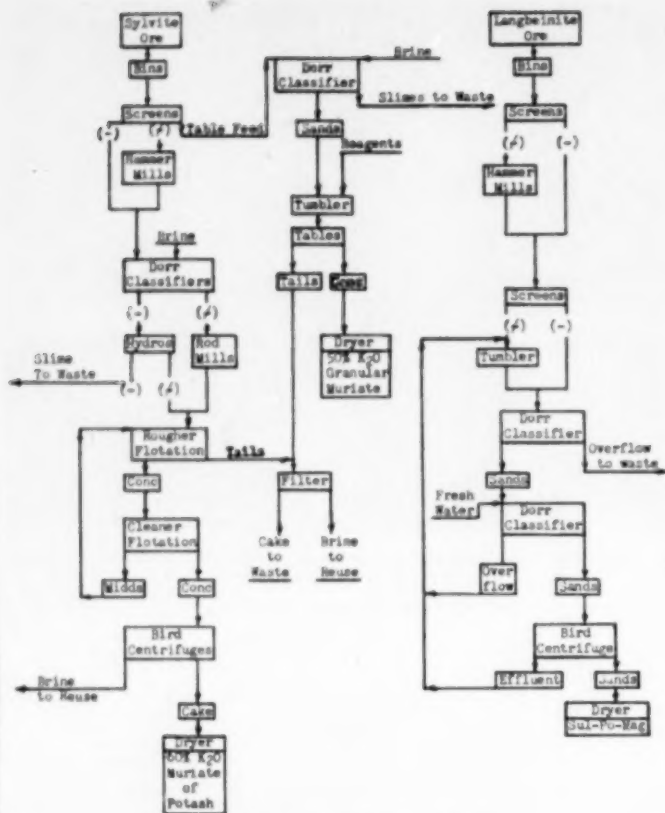 Sylvite
Ore
Bins
Screens
(-)
(+)
Table Feed
Hammer
Mills
Brine
Dorr
Classifiers
(-)
(+)
Hydros
Rod
Mills
Slime
To Waste
(-)
(+)
Rougher
Flotation
Tails
Conc
Cleaner
Flotation
Midds
Conc
Bird
Centrifuges
Brine
to Reuse
Cake
Dryer
60% K2O
Muriate
of
Potash
Brine
Dorr
Classifier
Slimes to Waste
Sands
Reagents
Tumbler
Tables
Tails
Conc
Dryer
50% K2O
Granular
Muriate
Filter
Cake
to
Waste
Brine
to
Reuse
Langbeinite
Ore
Bins
Screens
(+)
(-)
Hammer
Mills
Screens
(+)
(-)
Tumbler
Dorr
Classifier
Overflow
to waste
Sands
Fresh
Water
Dorr
Classifier
Over
flow
Sands
Bird
Centrifuge
Effluent
Sands
Dryer
Sul-Po-Mag